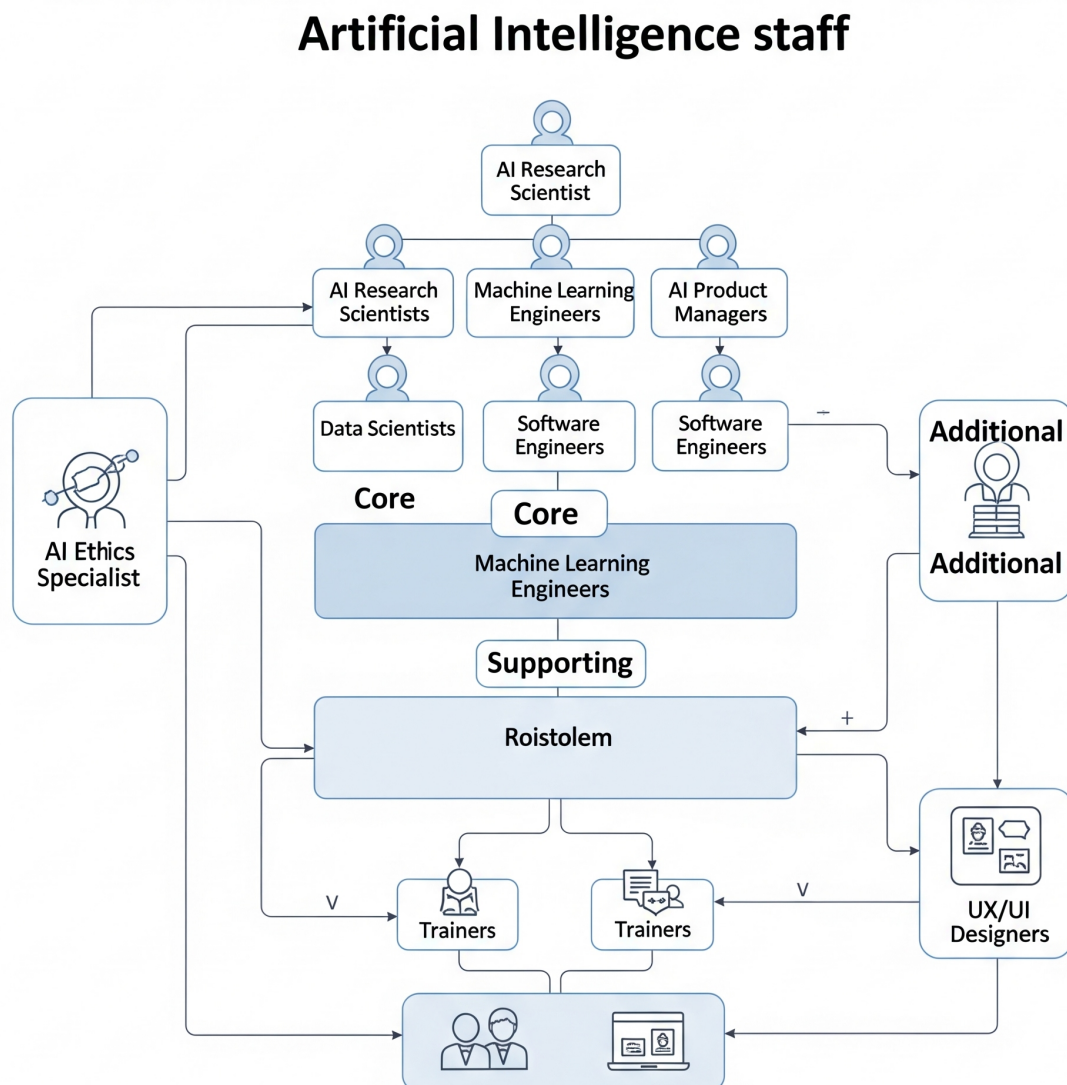 Artificial Intelligence staff
AI Research
Scientist
AI Research
Scientists
Machine Learning
Engineers
AI Product
Managers
Data Scientists
Software
Engineers
Software
Engineers
Additional
Additional
AI Ethics
Specialist
Core
Core
Machine Learning
Engineers
Supporting
Roistolem
+
V
Trainers
Trainers
V
UX/UI
Designers